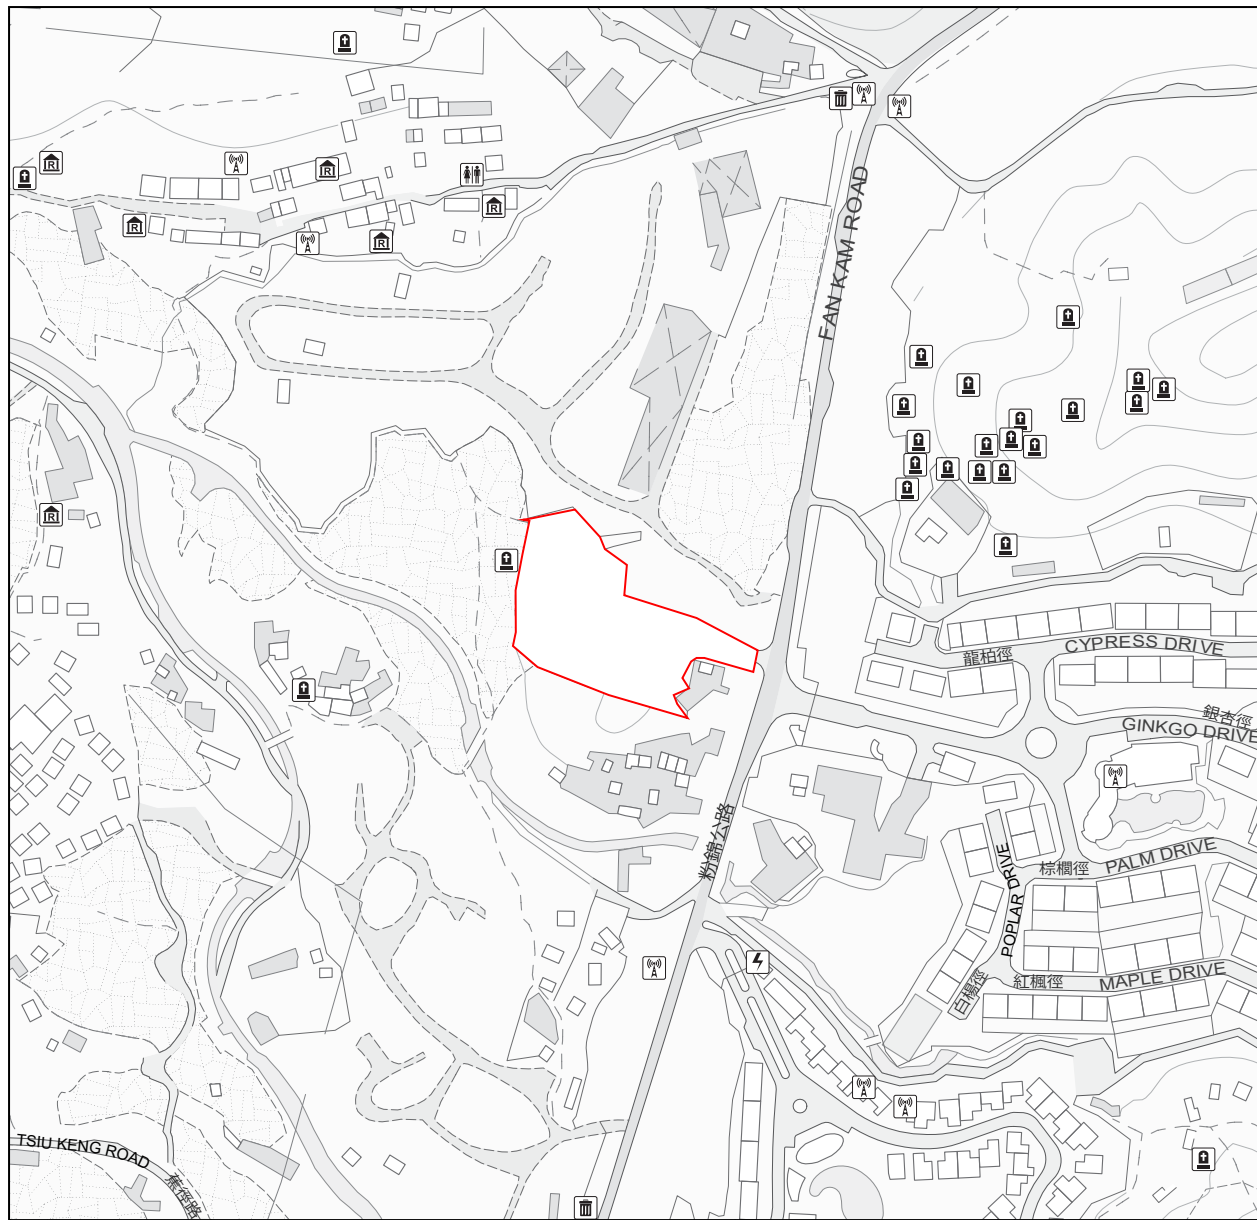 FAN KAM ROAD
CYPRESS DRIVE
龍柏徑
銀杏徑
GINKGO DRIVE
粉錦公路
PALM DRIVE
棕櫚徑
POPLAR DRIVE
MAPLE DRIVE
紅楓徑
白楊徑
TSIU KENG ROAD
蕉徑路
R
R
R
R
R
R